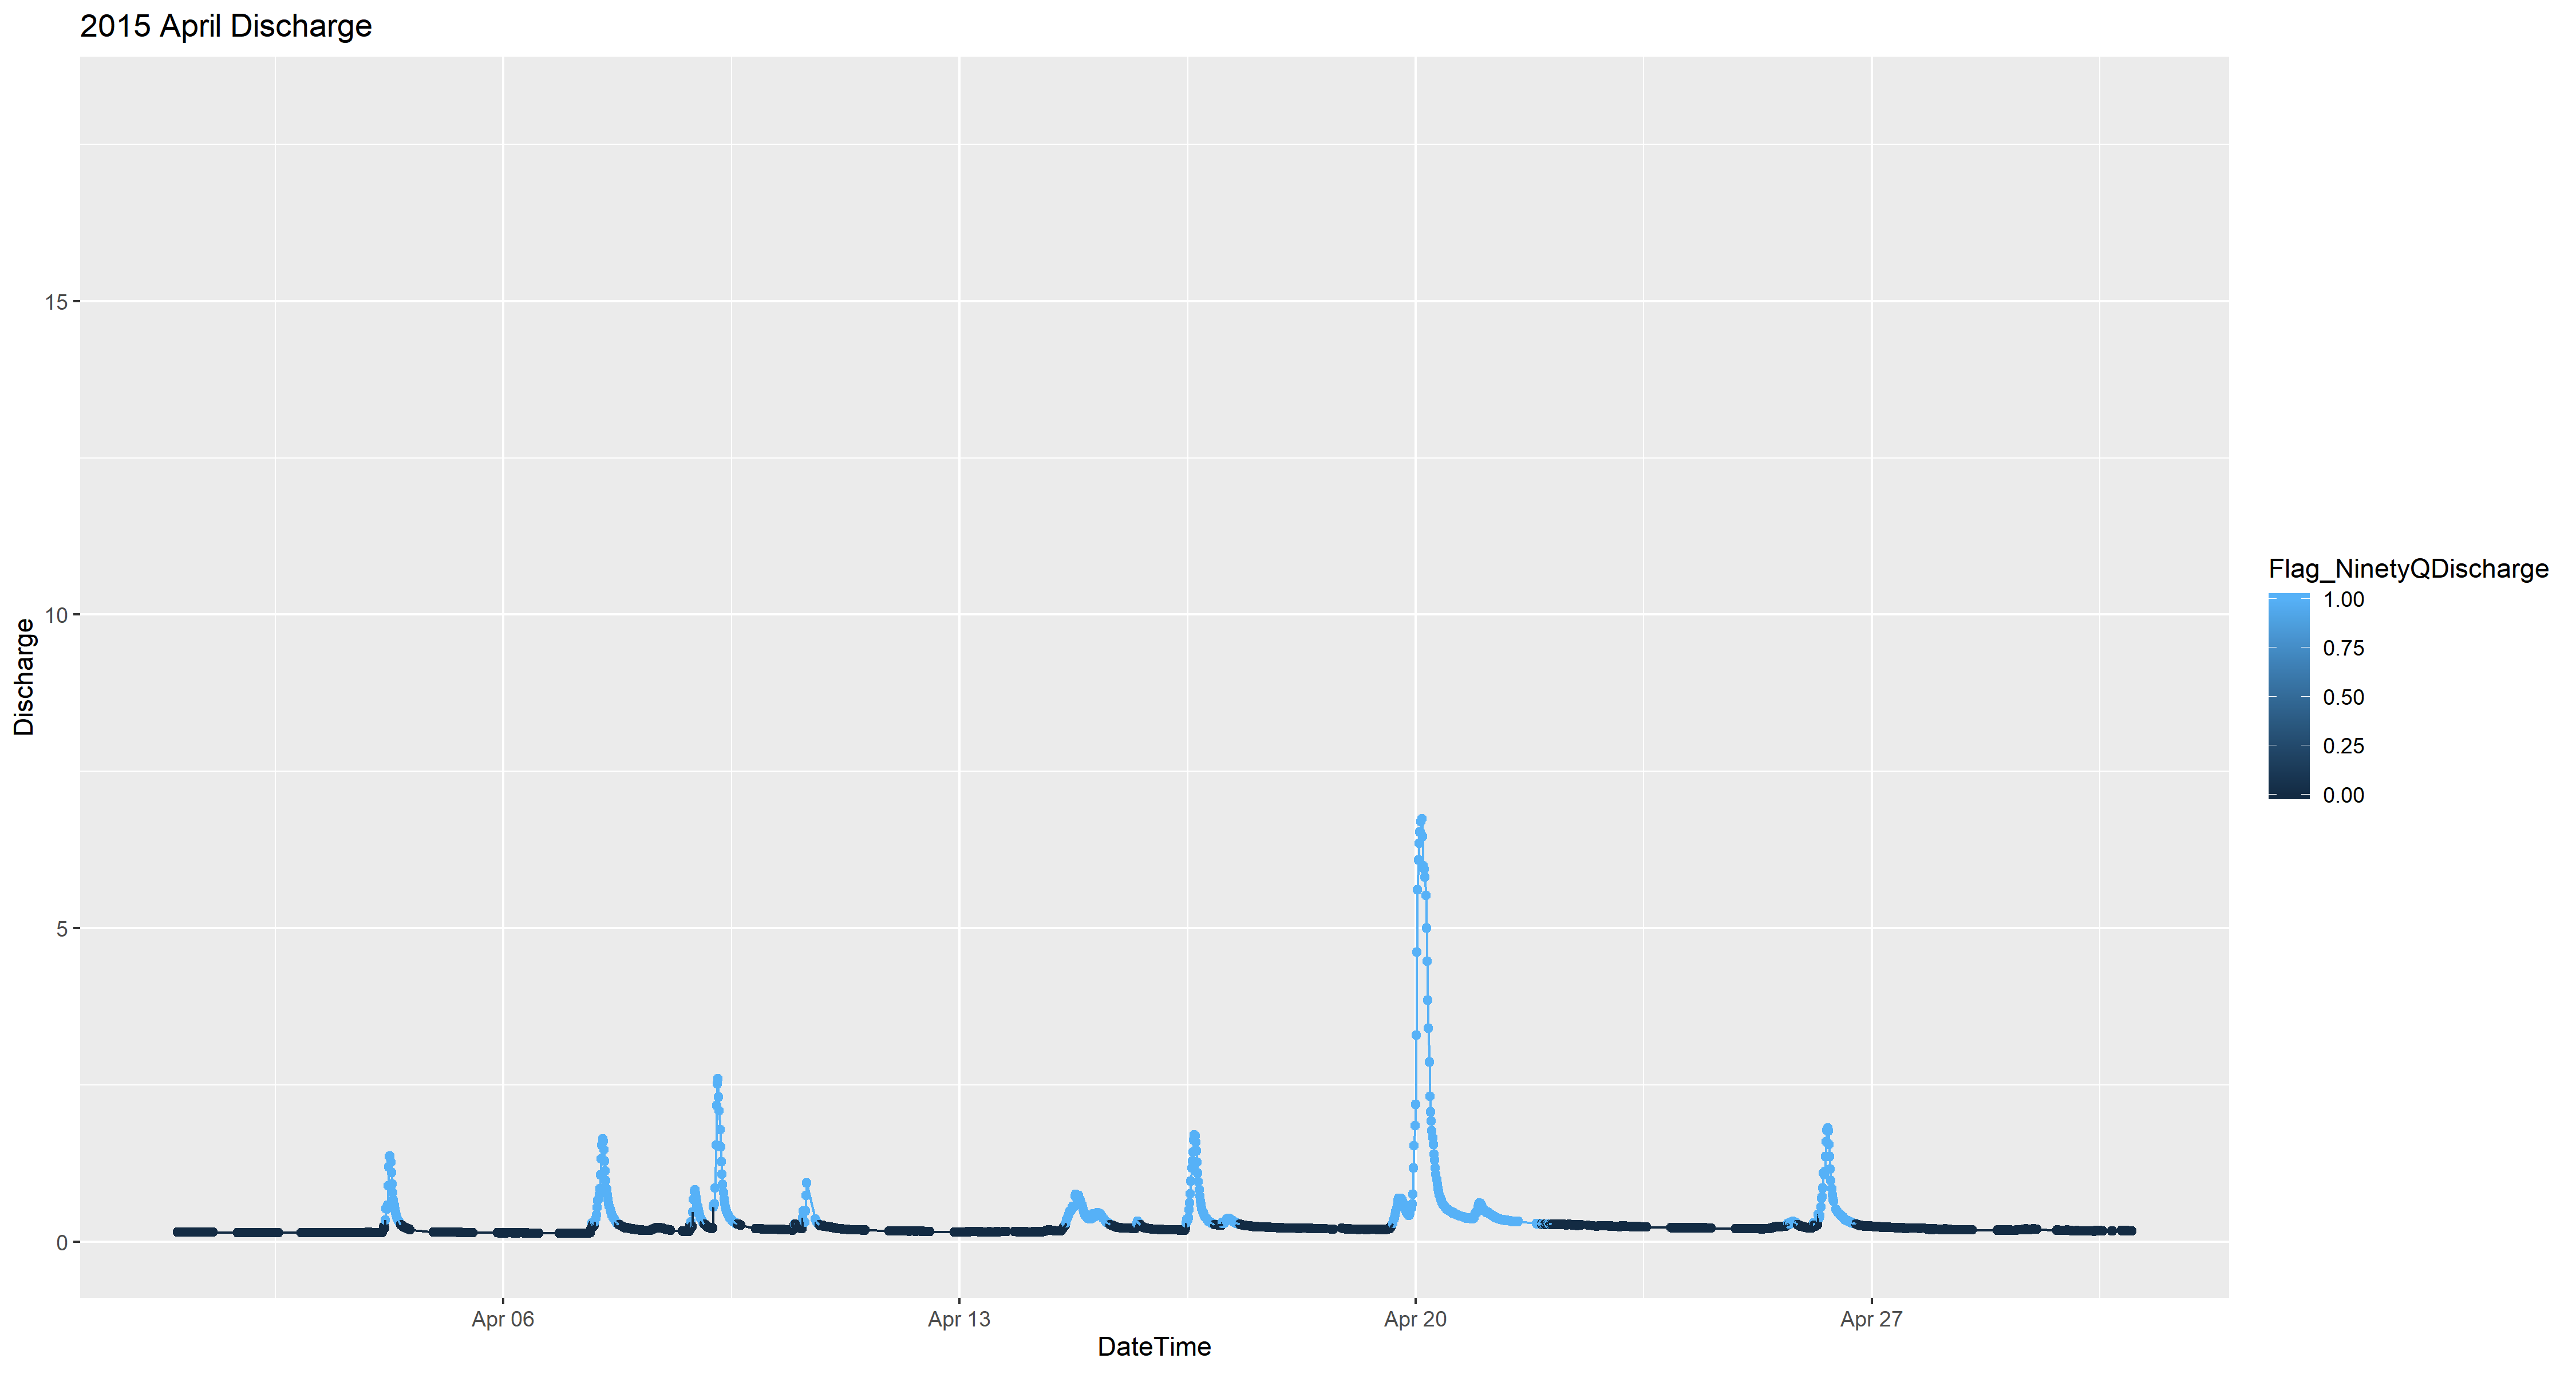 2015 April Discharge
15
10
5
0
Discharge
Apr 06
Apr 13
Apr 20
Apr 27
DateTime
Flag_NinetyQDischarge
1.00
0.75
0.50
0.25
0.00